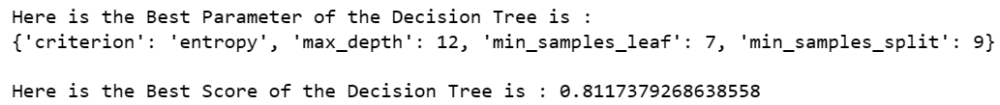 Here is the Best Parameter of the Decision Tree is :
{'criterion': 'entropy', 'max_depth': 12, 'min_samples_leaf': 7, 'min_samples_split': 9}
Here is the Best Score of the Decision Tree is : 0.8117379268638558